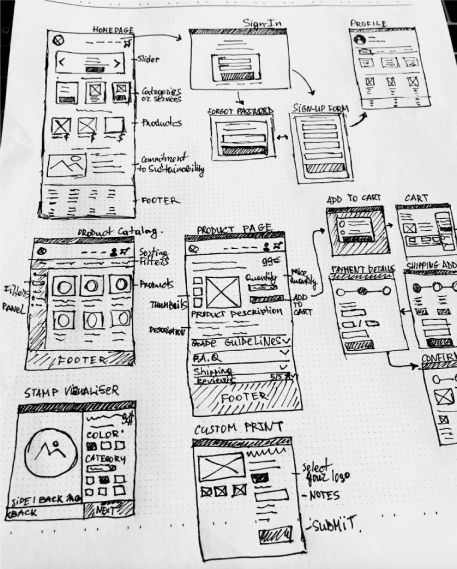 HOMEPAGE
Slider
Categories
or services
Products
Commitment
to Sustainability
FOOTER
Sign In
FORGOT PASSWORD
SIGN-UP FORM
PROFILE
PRODUCT Catalog
Sorting
Filters
Products
Thumbnails
Description
Filters
PANEL
FOOTER
PRODUCT PAGE
99€
Quantity
Price
Quantity
ADD
TO
CART
PRODUCT Description
GUIDELINES
F.A.Q
Shipping
Reviews 5/5
FOOTER
ADD TO CART
CART
PAYMENT DETAILS
SHIPPING ADD
CONFIR
STAMP VISUALISER
COLOR
CATEGORY
SIDE 1 BACK
BACK
NEXT
CUSTOM PRINT
Select
your logo
NOTES
SUBMIT